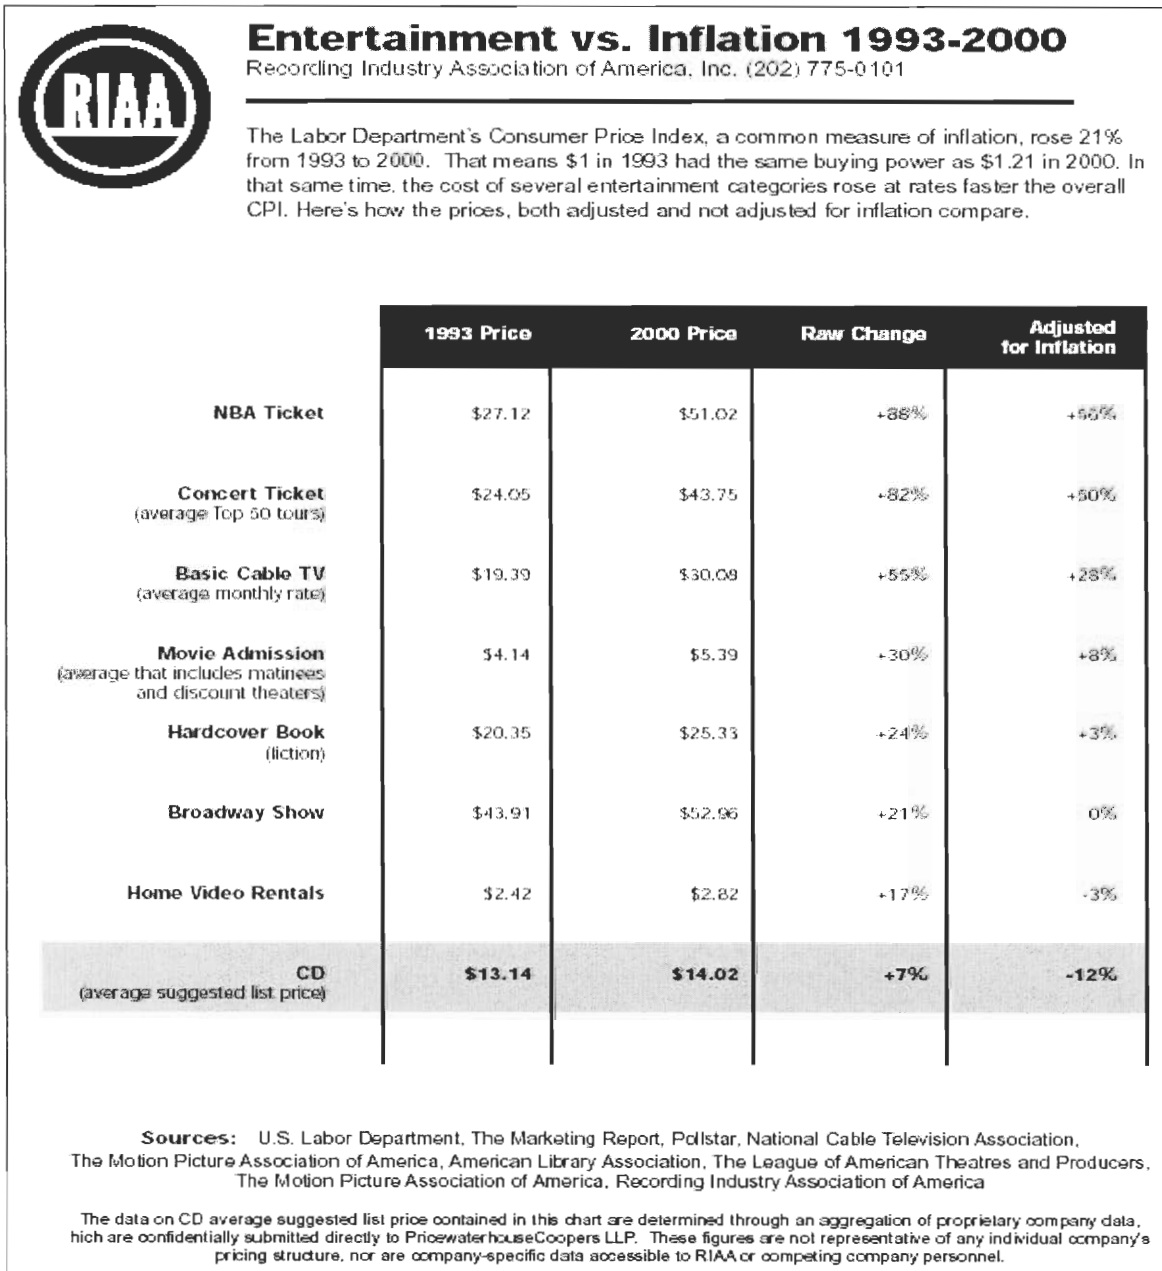 RIAA
Entertainment vs. Inflation 1993-2000
Recording Industry Association of America, Inc. (202) 775-0101
The Labor Department's Consumer Price Index, a common measure of inflation, rose 21%
from 1993 to 2000. That means $1 in 1993 had the same buying power as $1.21 in 2000. In
that same time, the cost of several entertainment categories rose at rates faster the overall
CPI. Here's how the prices, both adjusted and not adjusted for inflation compare.
1993 Price 2000 Price Raw Change Adjusted
for Inflation
NBA Ticket $27.12 $51.02 +88% +56%
Concert Ticket $24.05 $43.75 +82% +50%
(average Top 50 tours)
Basic Cable TV $19.39 $30.08 +55% +28%
(average monthly rate)
Movie Admission $4.14 $5.39 +30% +8%
(average that includes matinees
and discount theaters)
Hardcover Book $20.35 $25.33 +24% +3%
(fiction)
Broadway Show $43.91 $52.96 +21% 0%
Home Video Rentals $2.42 $2.82 +17% -3%
CD $13.14 $14.02 +7% -12%
(average suggested list price)
Sources: U.S. Labor Department, The Marketing Report, Pollstar, National Cable Television Association,
The Motion Picture Association of America, American Library Association, The League of American Theatres and Producers,
The Motion Picture Association of America, Recording Industry Association of America
The data on CD average suggested list price contained in this chart are determined through an aggregation of proprietary company data,
hich are confidentially submitted directly to PricewaterhouseCoopers LLP. These figures are not representative of any individual company's
pricing structure, nor are company-specific data accessible to RIAA or competing company personnel.